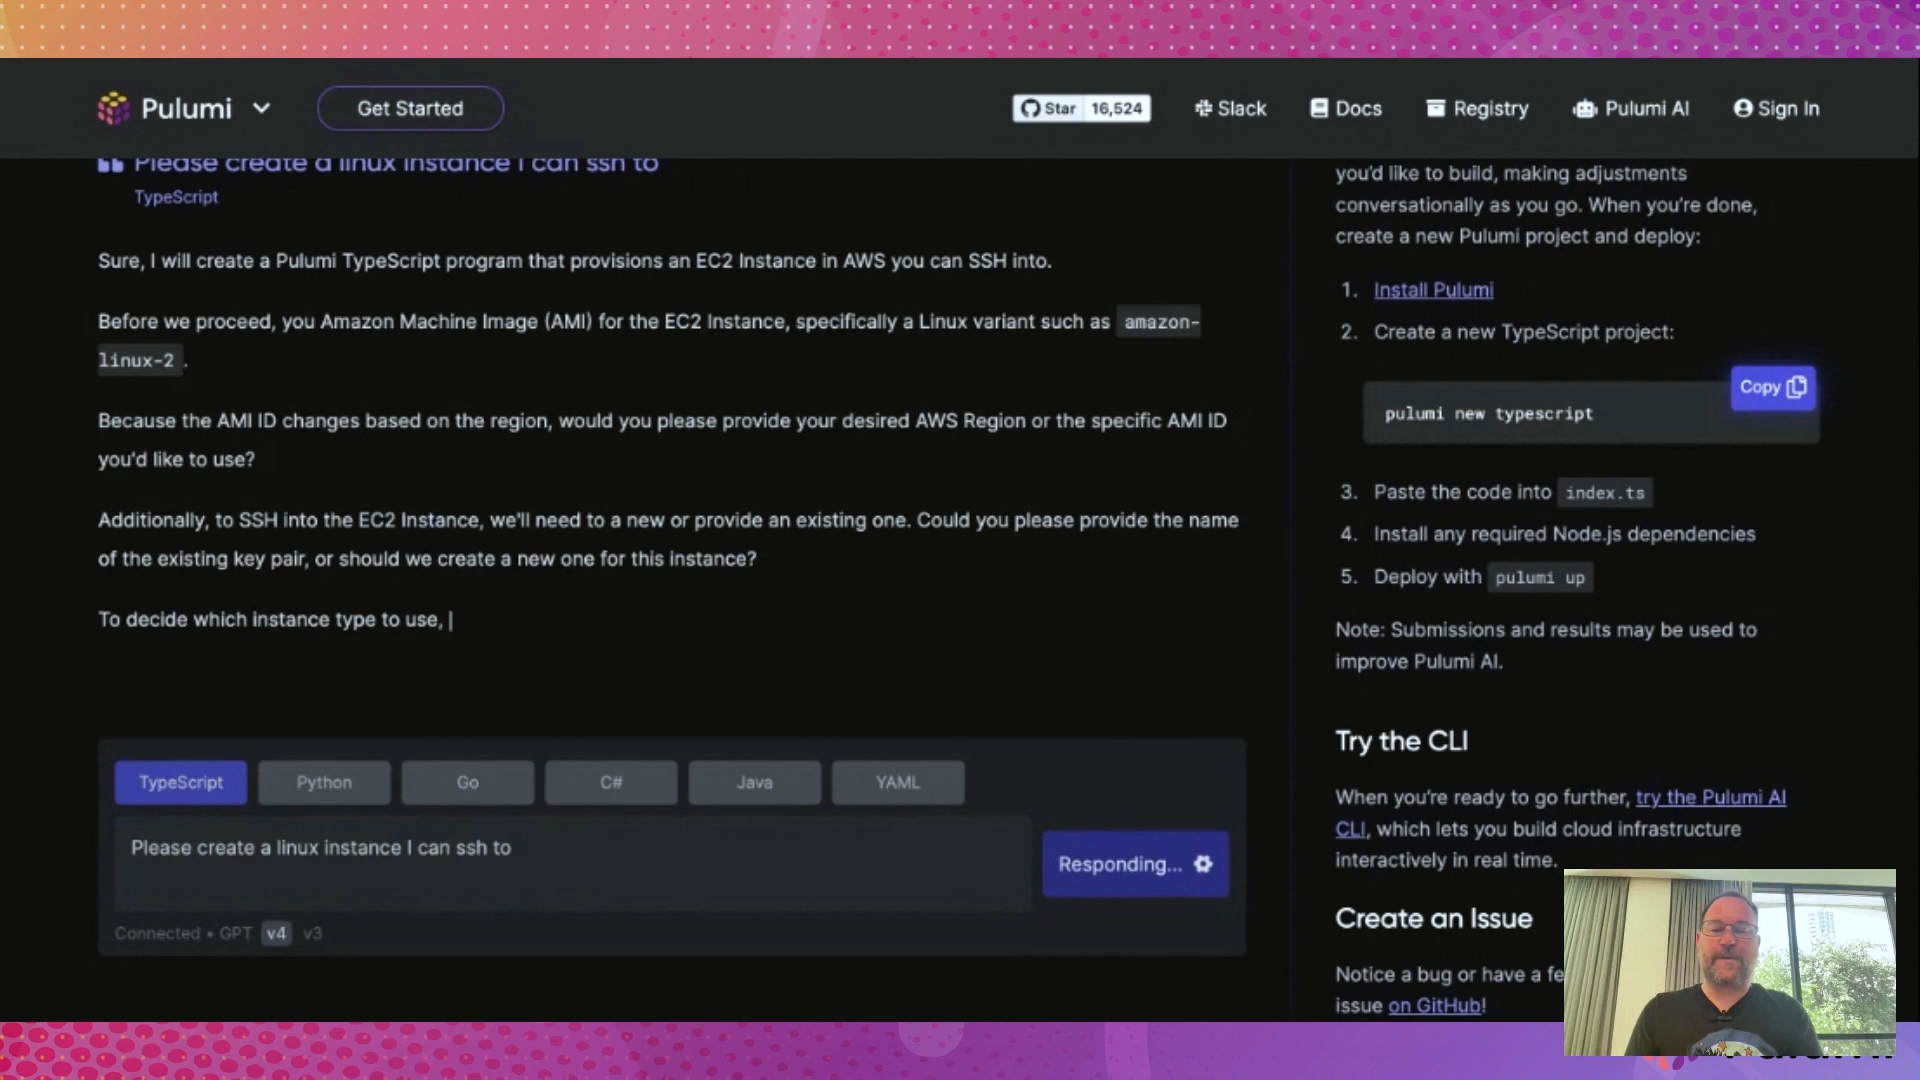 Pulumi
Get Started
Star 16,524
Slack
Docs
Registry
Pulumi AI
Sign In
Please create a linux instance I can ssh to
TypeScript
Sure, I will create a Pulumi TypeScript program that provisions an EC2 Instance in AWS you can SSH into.
Before we proceed, you Amazon Machine Image (AMI) for the EC2 Instance, specifically a Linux variant such as amazon-
linux-2 .
Because the AMI ID changes based on the region, would you please provide your desired AWS Region or the specific AMI ID
you'd like to use?
Additionally, to SSH into the EC2 Instance, we'll need to a new or provide an existing one. Could you please provide the name
of the existing key pair, or should we create a new one for this instance?
To decide which instance type to use,
TypeScript
Python
Go
C#
Java
YAML
Please create a linux instance I can ssh to
Responding...
Connected • GPT v4 v3
you'd like to build, making adjustments
conversationally as you go. When you're done,
create a new Pulumi project and deploy:
1. Install Pulumi
2. Create a new TypeScript project:
Copy
pulumi new typescript
3. Paste the code into index.ts
4. Install any required Node.js dependencies
5. Deploy with pulumi up
Note: Submissions and results may be used to
improve Pulumi AI.
Try the CLI
When you're ready to go further, try the Pulumi AI
CLI, which lets you build cloud infrastructure
interactively in real time.
Create an Issue
Notice a bug or have a fe
issue on GitHub!